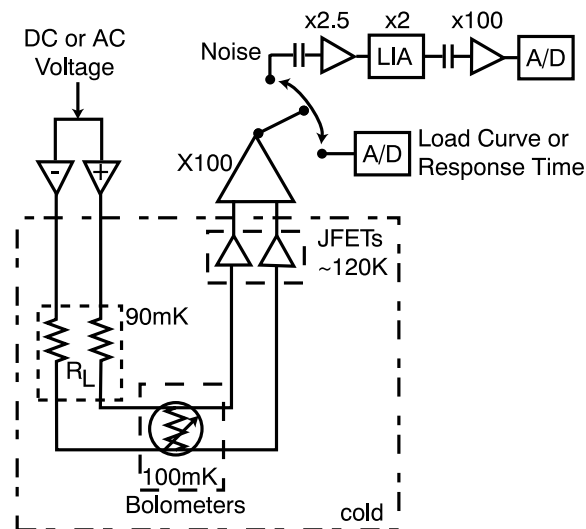 DC or AC
Voltage
- +
Noise
x2.5
x2
x100
LIA
A/D
X100
A/D
Load Curve or
Response Time
JFETs
~120K
90mK
RL
100mK
Bolometers
cold